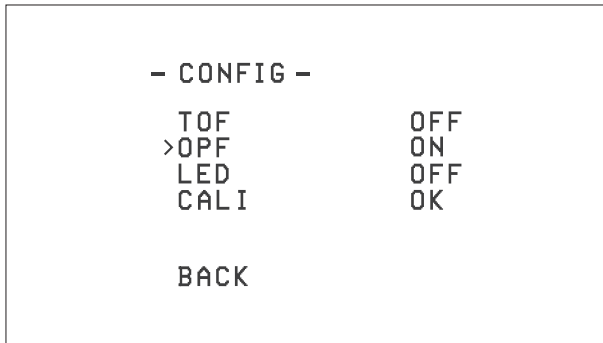 - CONFIG -
TOF OFF
>OPF ON
LED OFF
CALI OK
BACK